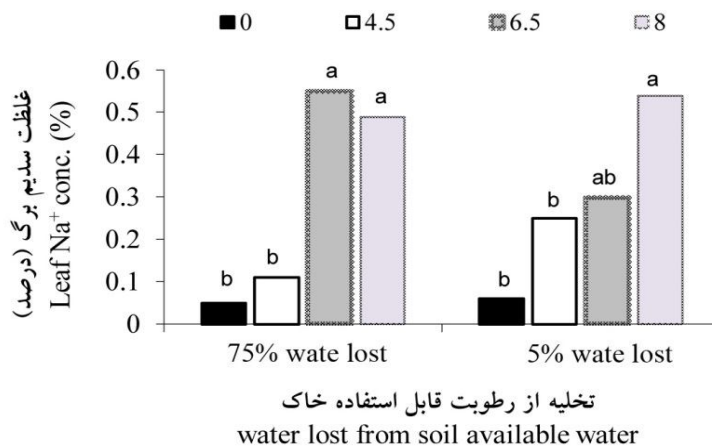 0 4.5 6.5 8
غلظت سدیم برگ (درصد)
Leaf Na⁺ conc. (%)
0.6
0.5
0.4
0.3
0.2
0.1
0
b b a a
b b ab a
75% wate lost 5% wate lost
تخلیه از رطوبت قابل استفاده خاک
water lost from soil available water